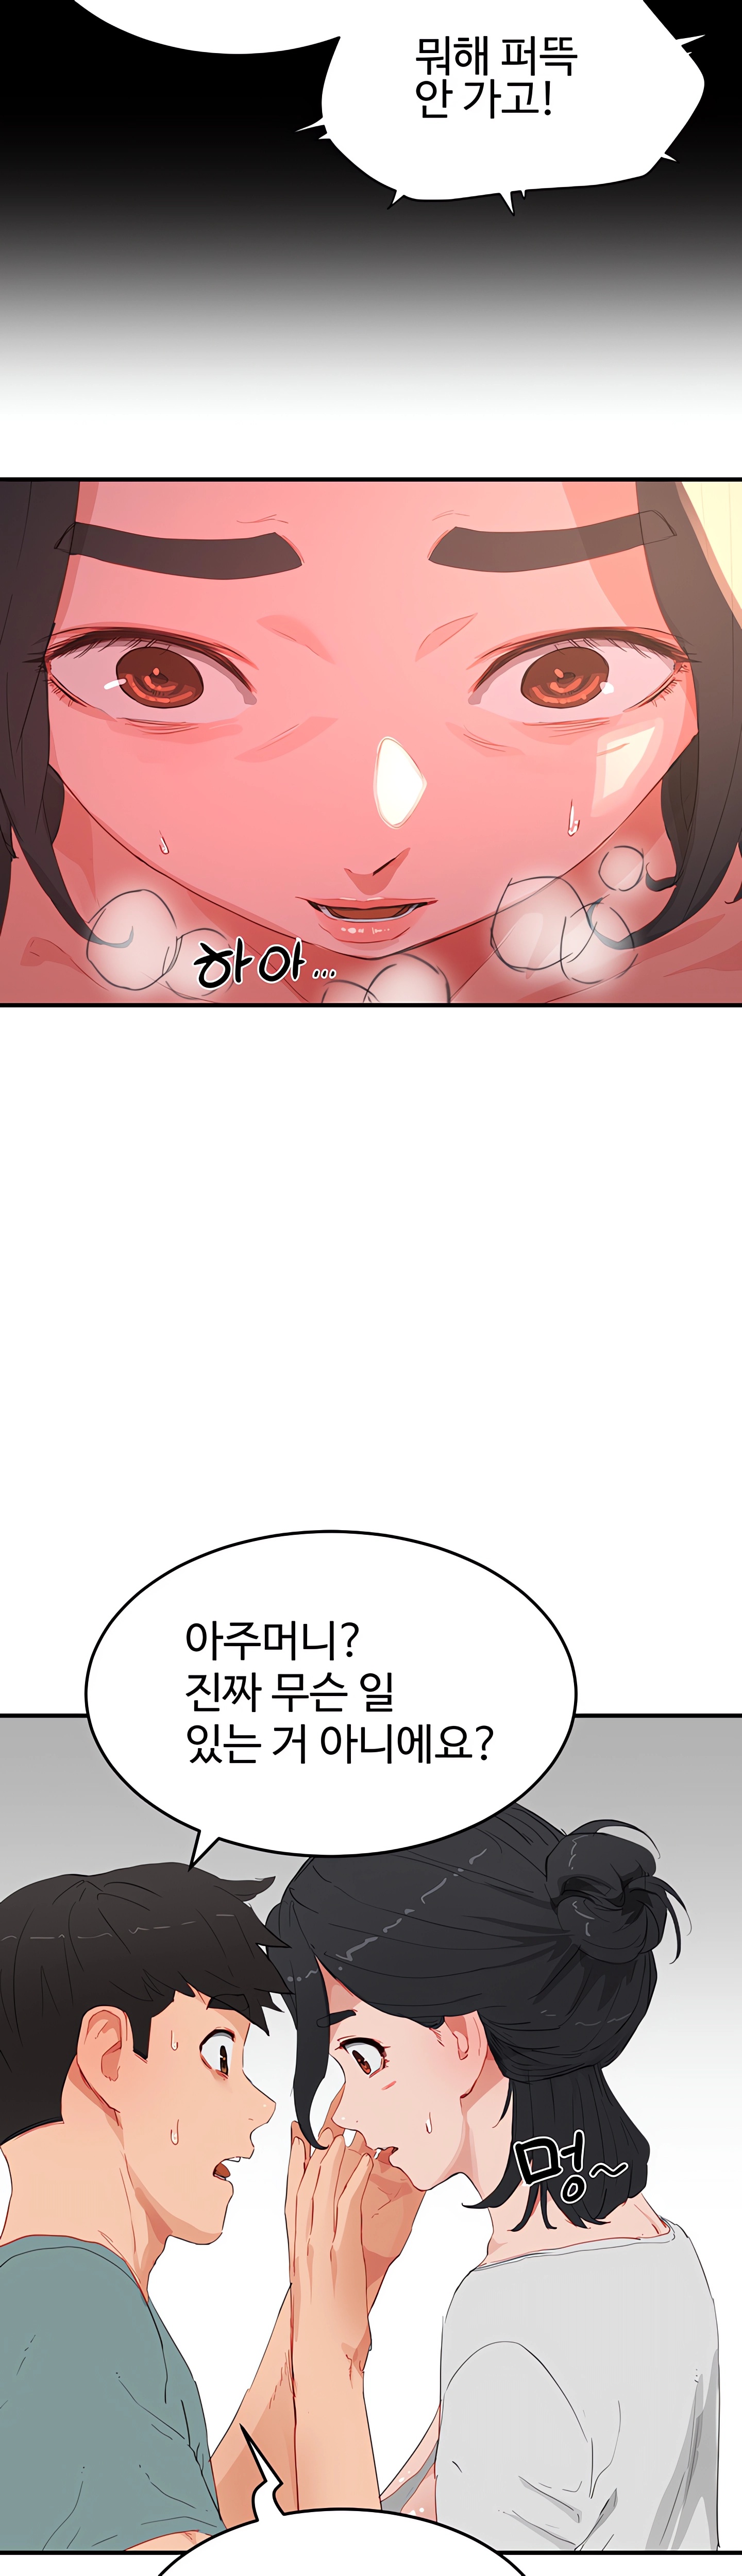 뭐해 퍼뜩
안 가고!
하아...
아주머니?
진짜 무슨 일
있는 거 아니에요?
멍~